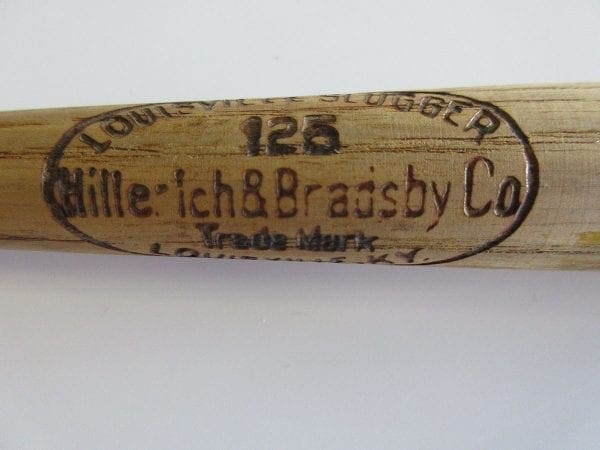 LOUISVILLE SLUGGER
125
Hillerich & Bradsby Co
Trade Mark
LOUISVILLE, KY.